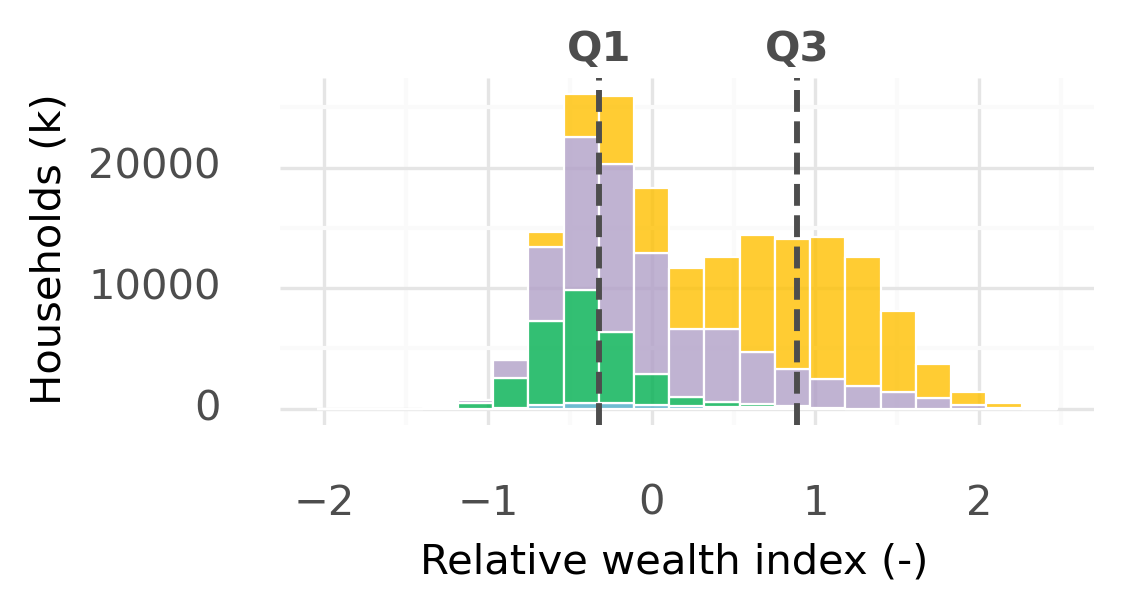 Q1 Q3
Households (k)
20000
10000
0
−2 −1 0 1 2
Relative wealth index (-)